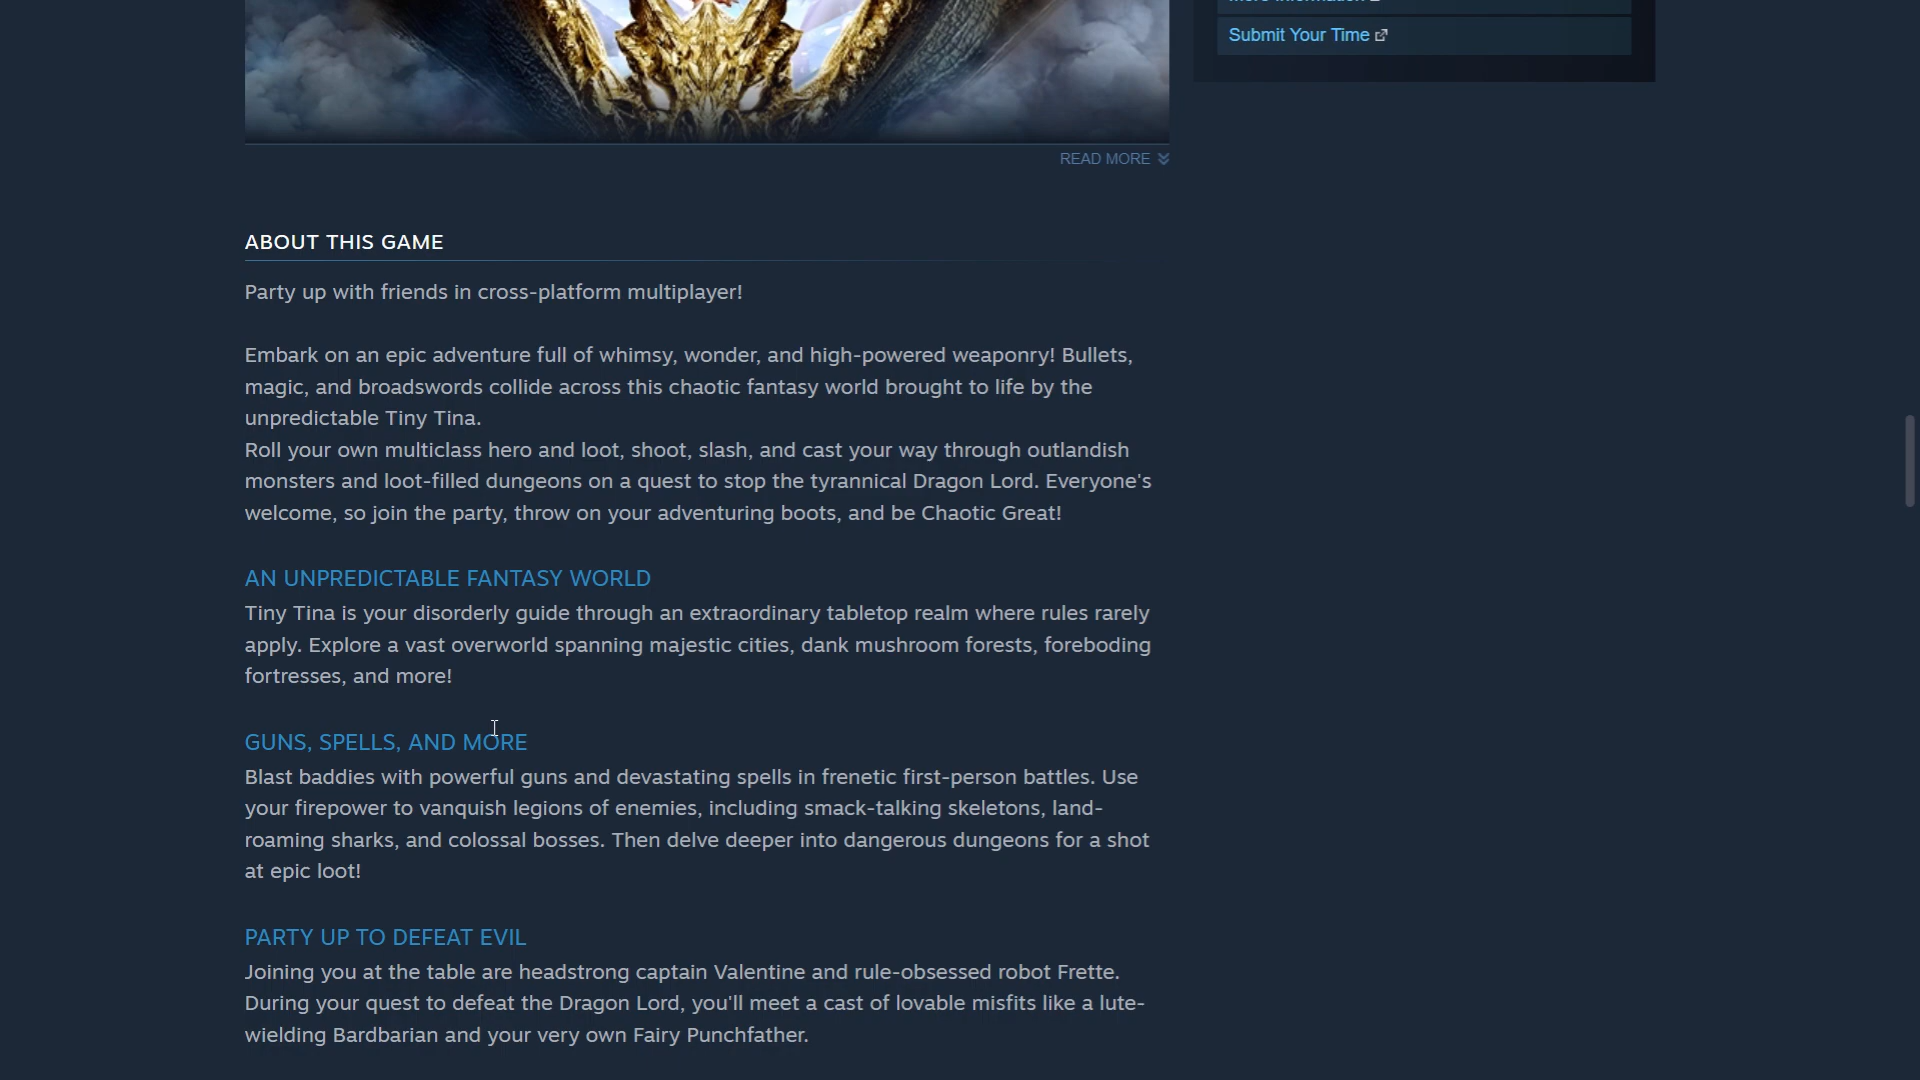 Submit Your Time
READ MORE
ABOUT THIS GAME
Party up with friends in cross-platform multiplayer!
Embark on an epic adventure full of whimsy, wonder, and high-powered weaponry! Bullets,
magic, and broadswords collide across this chaotic fantasy world brought to life by the
unpredictable Tiny Tina.
Roll your own multiclass hero and loot, shoot, slash, and cast your way through outlandish
monsters and loot-filled dungeons on a quest to stop the tyrannical Dragon Lord. Everyone's
welcome, so join the party, throw on your adventuring boots, and be Chaotic Great!
AN UNPREDICTABLE FANTASY WORLD
Tiny Tina is your disorderly guide through an extraordinary tabletop realm where rules rarely
apply. Explore a vast overworld spanning majestic cities, dank mushroom forests, foreboding
fortresses, and more!
GUNS, SPELLS, AND MORE
Blast baddies with powerful guns and devastating spells in frenetic first-person battles. Use
your firepower to vanquish legions of enemies, including smack-talking skeletons, land-
roaming sharks, and colossal bosses. Then delve deeper into dangerous dungeons for a shot
at epic loot!
PARTY UP TO DEFEAT EVIL
Joining you at the table are headstrong captain Valentine and rule-obsessed robot Frette.
During your quest to defeat the Dragon Lord, you'll meet a cast of lovable misfits like a lute-
wielding Bardbarian and your very own Fairy Punchfather.